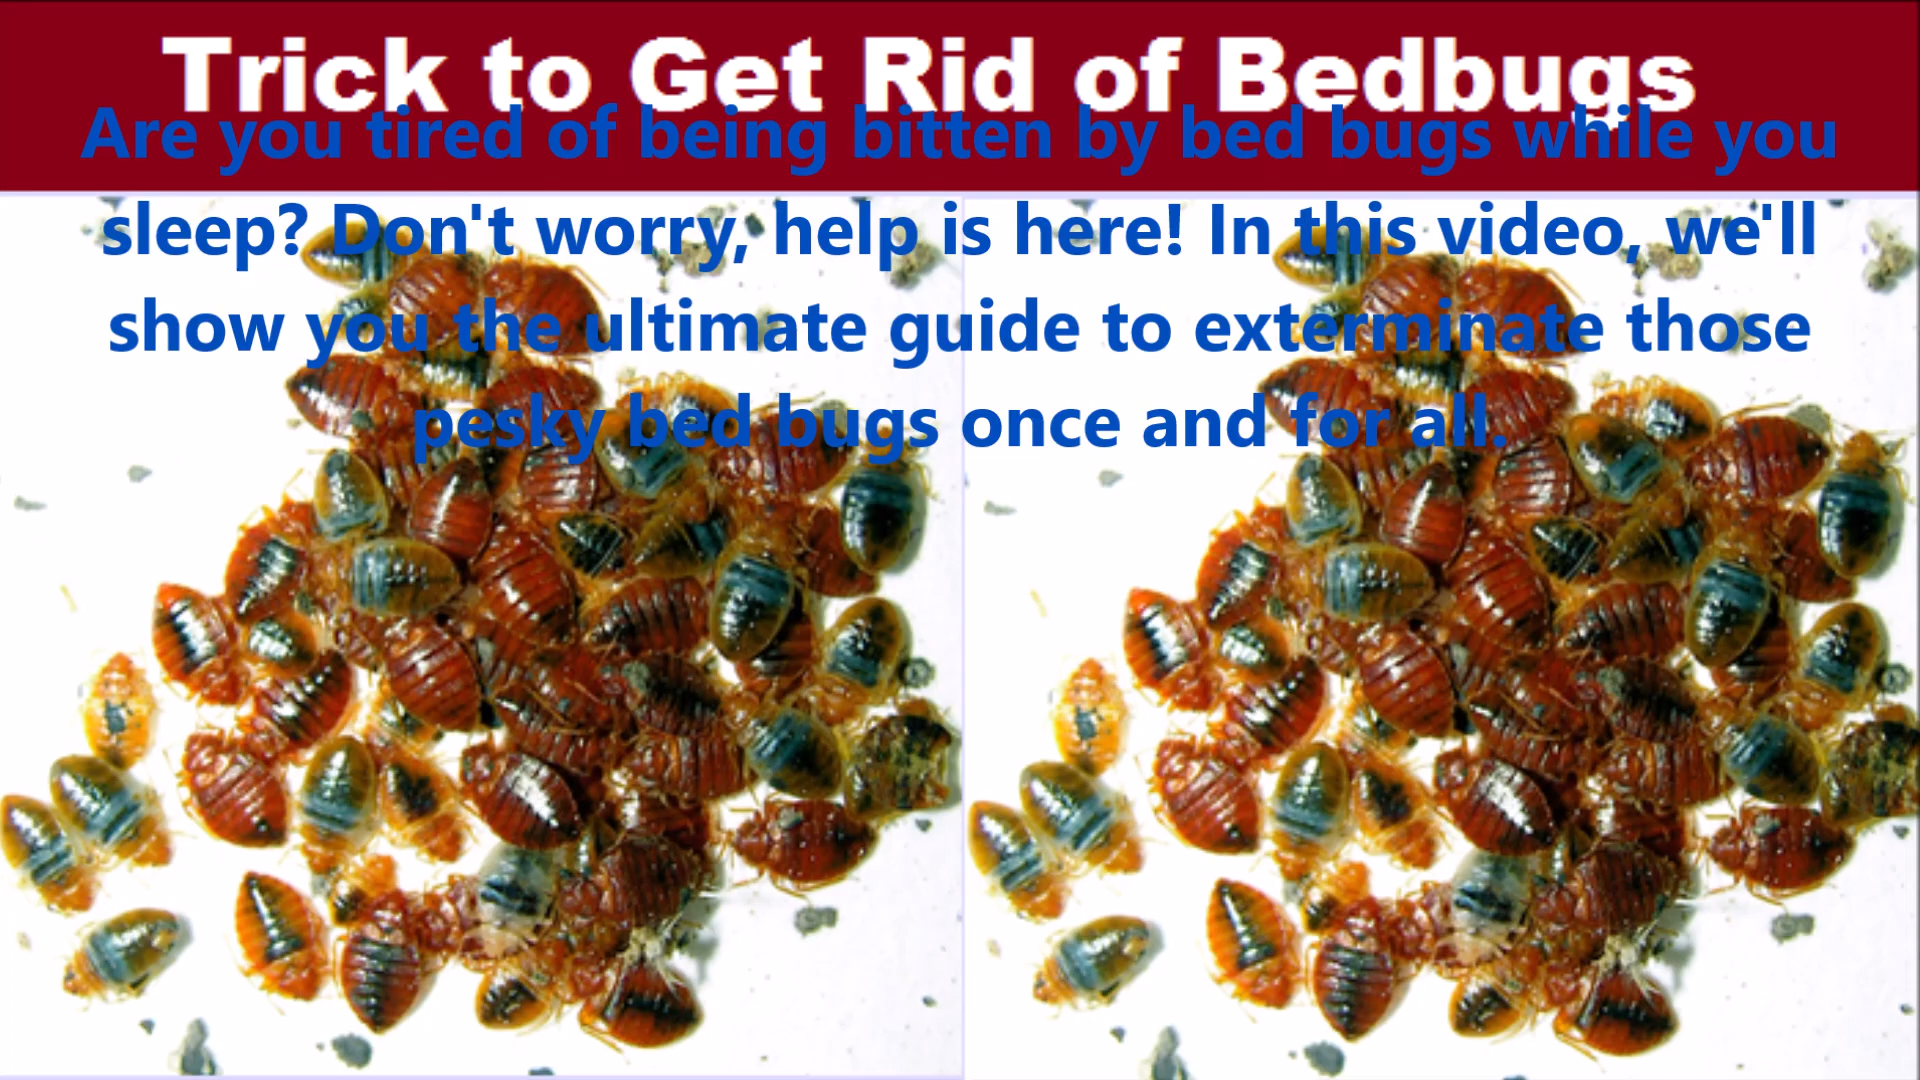 Trick to Get Rid of Bedbugs
Are you tired of being bitten by bed bugs while you
sleep? Don't worry, help is here! In this video, we'll
show you the ultimate guide to exterminate those
pesky bed bugs once and for all.